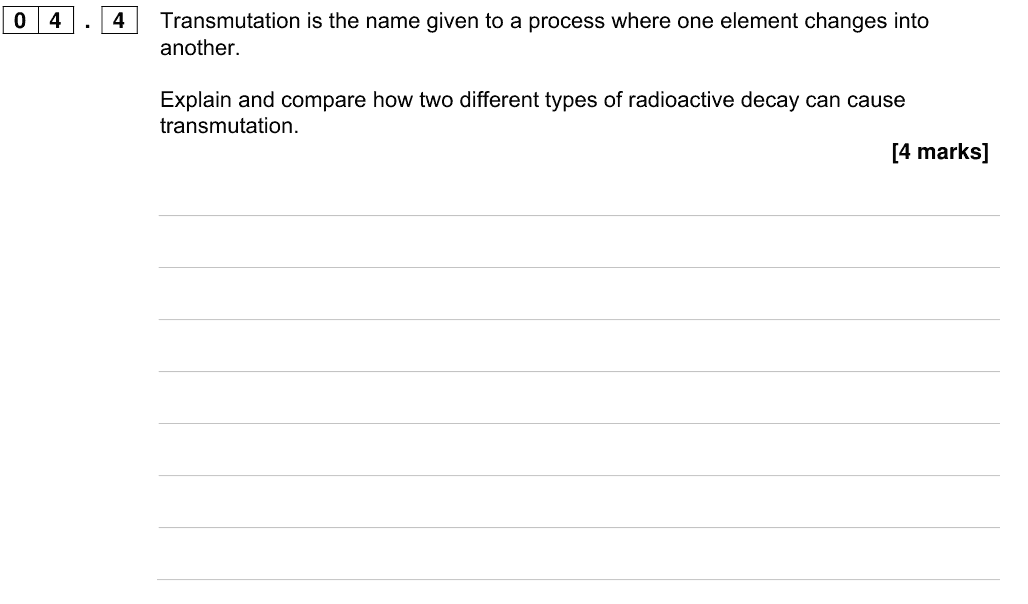 0 4 . 4 Transmutation is the name given to a process where one element changes into
another.
Explain and compare how two different types of radioactive decay can cause
transmutation.
[4 marks]